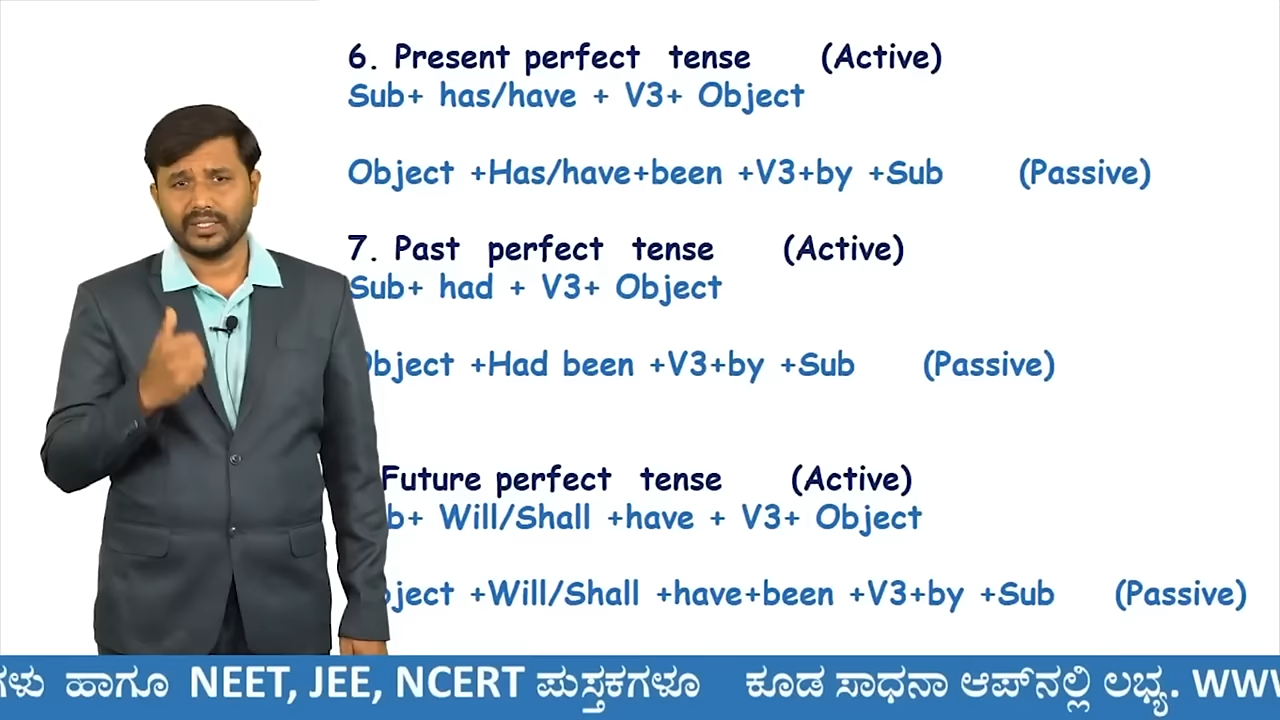 6. Present perfect tense (Active)
Sub+ has/have + V3+ Object
Object +Has/have+been +V3+by +Sub (Passive)
7. Past perfect tense (Active)
Sub+ had + V3+ Object
Object +Had been +V3+by +Sub (Passive)
Future perfect tense (Active)
+ Will/Shall +have + V3+ Object
+Will/Shall +have+been +V3+by +Sub (Passive)
ಹಾಗೂ NEET, JEE, NCERT ಪುಸ್ತಕಗಳೂ ಕೂಡ ಸಾಧನಾ ಆಪ್‌ನಲ್ಲಿ ಲಭ್ಯ. WWW